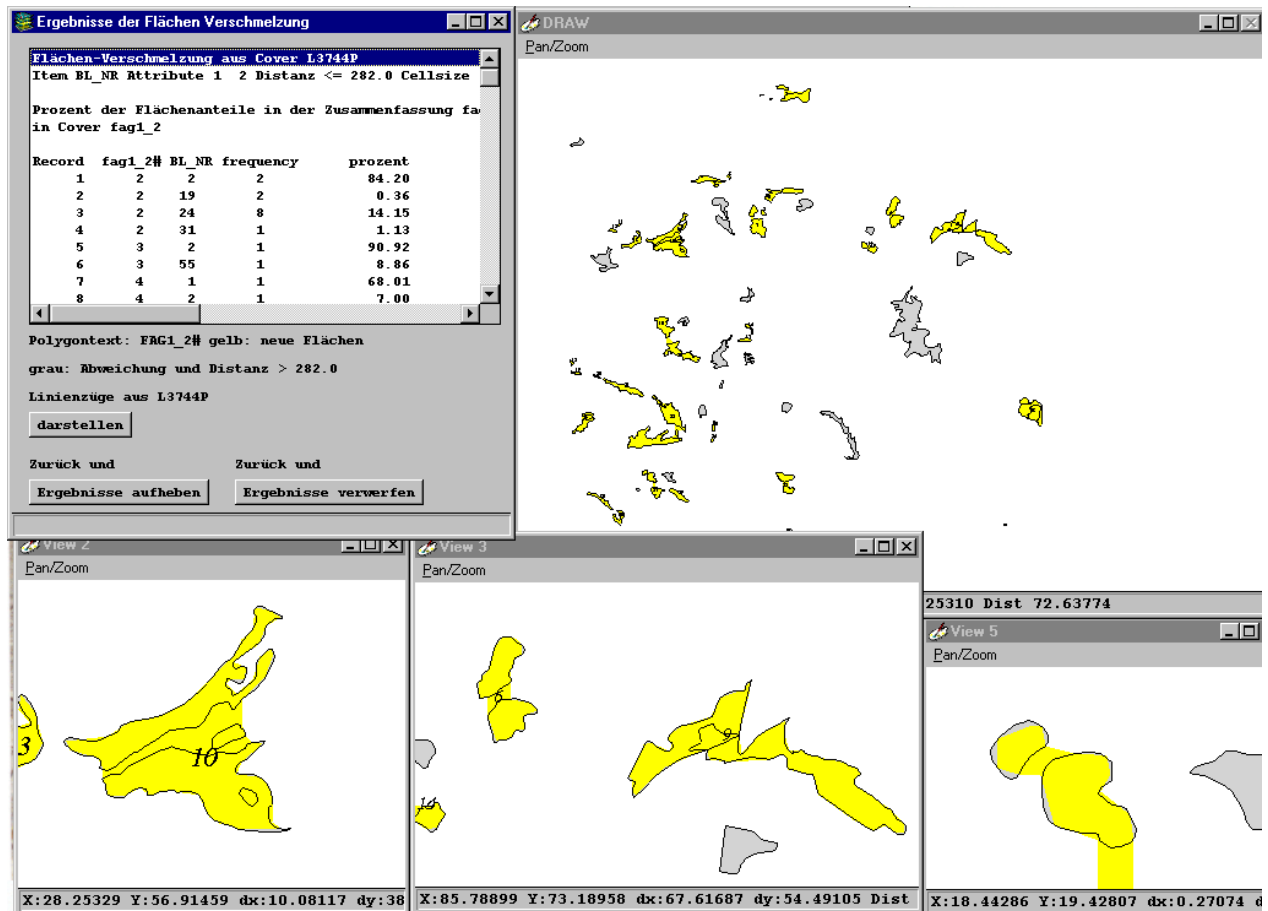 Ergebnisse der Flächen Verschmelzung
Flächen-Verschmelzung aus Cover L3744P
Item BL_NR Attribute 1 2 Distanz <= 282.0 Cellsize
Prozent der Flächenanteile in der Zusammenfassung fa
in Cover fag1_2
Record fag1_2# BL_NR frequency prozent
1 2 2 2 84.20
2 2 19 2 0.36
3 2 24 8 14.15
4 2 31 1 1.13
5 3 2 1 90.92
6 3 55 1 8.86
7 4 1 1 68.01
8 4 2 1 7.00
Polygontext: FAG1_2# gelb: neue Flächen
grau: Abweichung und Distanz > 282.0
Linienzüge aus L3744P
darstellen
Zurück und Zurück und
Ergebnisse aufheben Ergebnisse verwerfen
DRAW
Pan/Zoom
25310 Dist 72.63774
View 2
Pan/Zoom
3
10
X:28.25329 Y:56.91459 dx:10.08117 dy:38
View 3
Pan/Zoom
6
9
14
X:85.78899 Y:73.18958 dx:67.61687 dy:54.49105 Dist
View 5
Pan/Zoom
X:18.44286 Y:19.42807 dx:0.27074 d